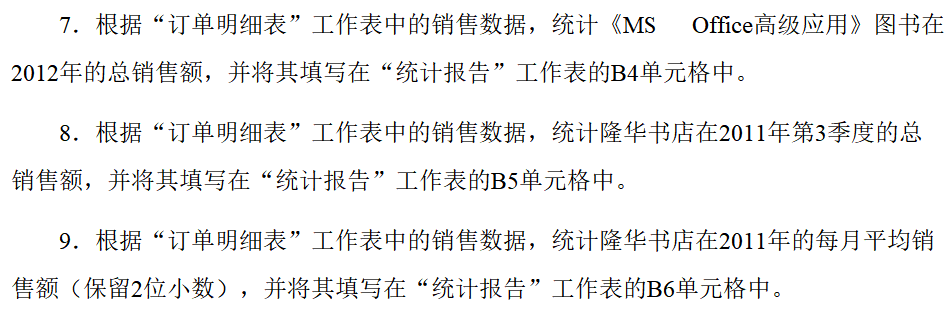 7．根据“订单明细表”工作表中的销售数据，统计《MS Office高级应用》图书在
2012年的总销售额，并将其填写在“统计报告”工作表的B4单元格中。
8．根据“订单明细表”工作表中的销售数据，统计隆华书店在2011年第3季度的总
销售额，并将其填写在“统计报告”工作表的B5单元格中。
9．根据“订单明细表”工作表中的销售数据，统计隆华书店在2011年的每月平均销
售额（保留2位小数），并将其填写在“统计报告”工作表的B6单元格中。